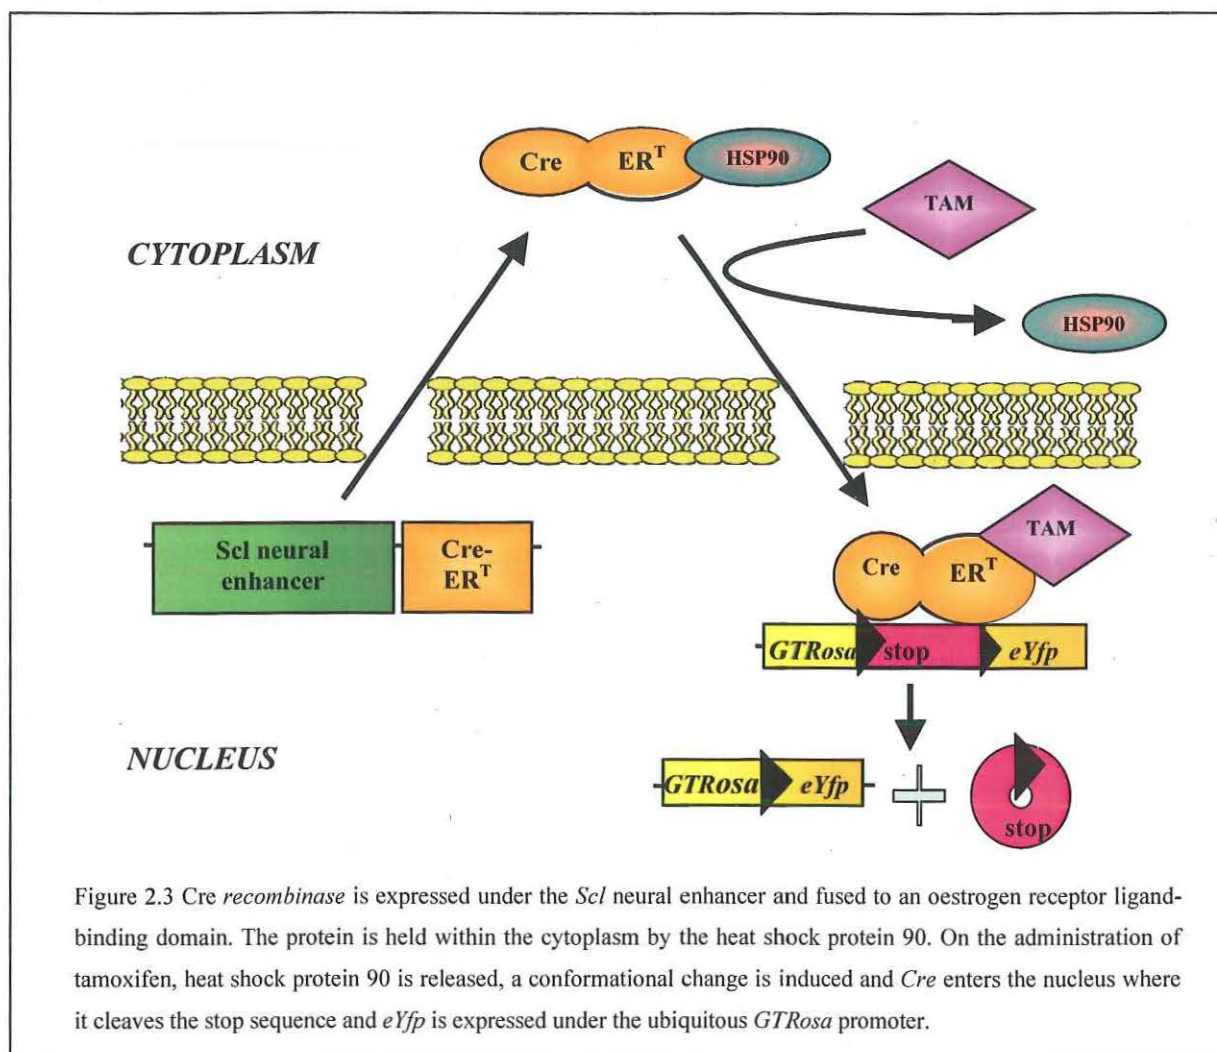 Cre ER^T HSP90
TAM
CYTOPLASM
HSP90
Scl neural
enhancer
Cre-
ER^T
TAM
Cre ER^T
GTRosa stop eYfp
NUCLEUS
GTRosa eYfp
stop
Figure 2.3 Cre recombinase is expressed under the Scl neural enhancer and fused to an oestrogen receptor ligand-
binding domain. The protein is held within the cytoplasm by the heat shock protein 90. On the administration of
tamoxifen, heat shock protein 90 is released, a conformational change is induced and Cre enters the nucleus where
it cleaves the stop sequence and eYfp is expressed under the ubiquitous GTRosa promoter.